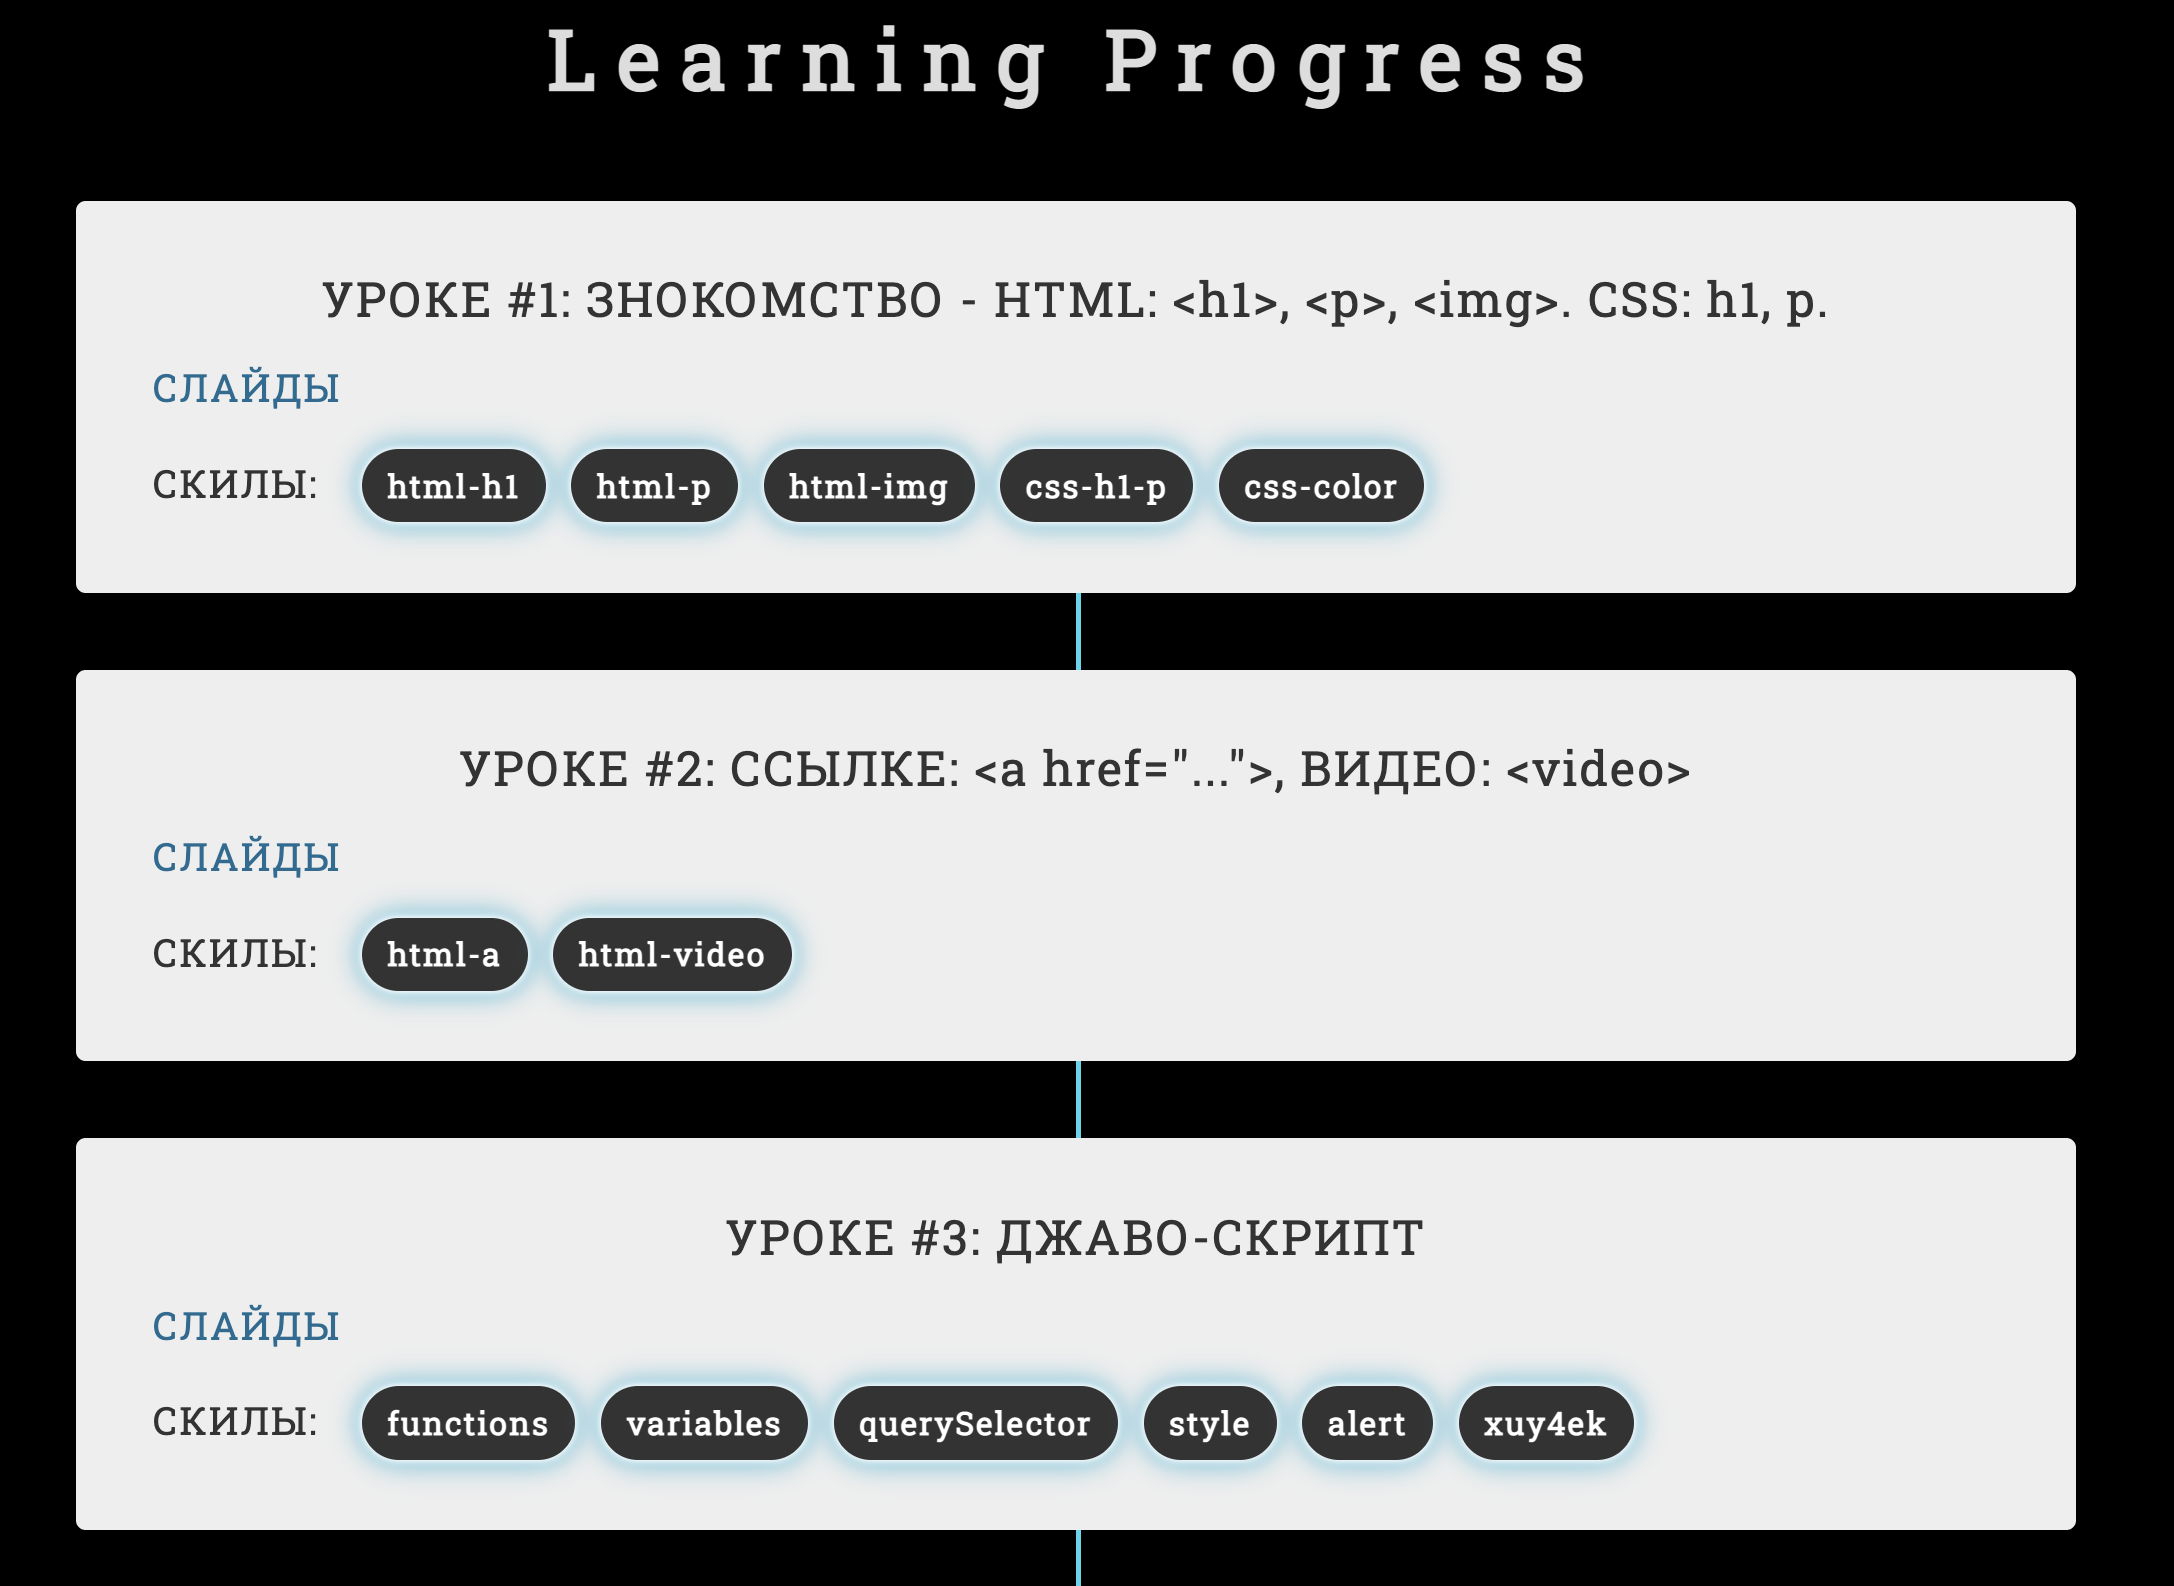 Learning Progress
УРОКЕ #1: ЗНОКОМСТВО - HTML: <h1>, <p>, <img>. CSS: h1, p.
СЛАЙДЫ
СКИЛЫ: html-h1 html-p html-img css-h1-p css-color
УРОКЕ #2: ССЫЛКЕ: <a href="...">, ВИДЕО: <video>
СЛАЙДЫ
СКИЛЫ: html-a html-video
УРОКЕ #3: ДЖАВО-СКРИПТ
СЛАЙДЫ
СКИЛЫ: functions variables querySelector style alert xuy4ek